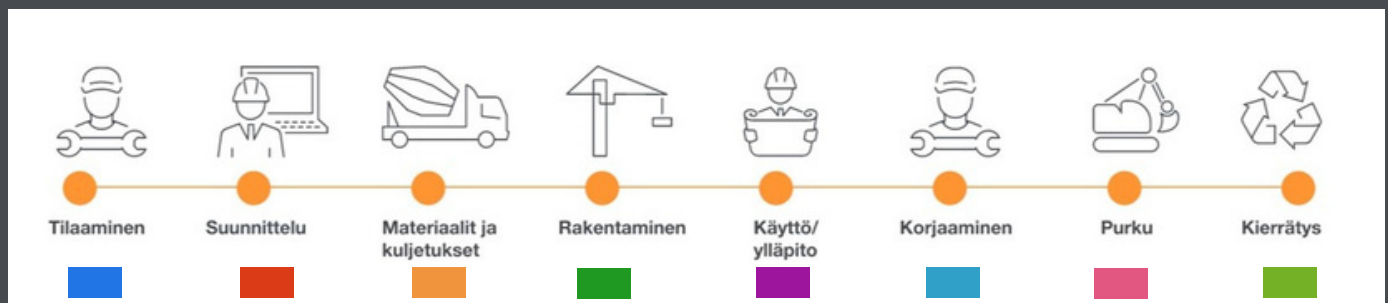 Tilaaminen
Suunnittelu
Materiaalit ja
kuljetukset
Rakentaminen
Käyttö/
ylläpito
Korjaaminen
Purku
Kierrätys